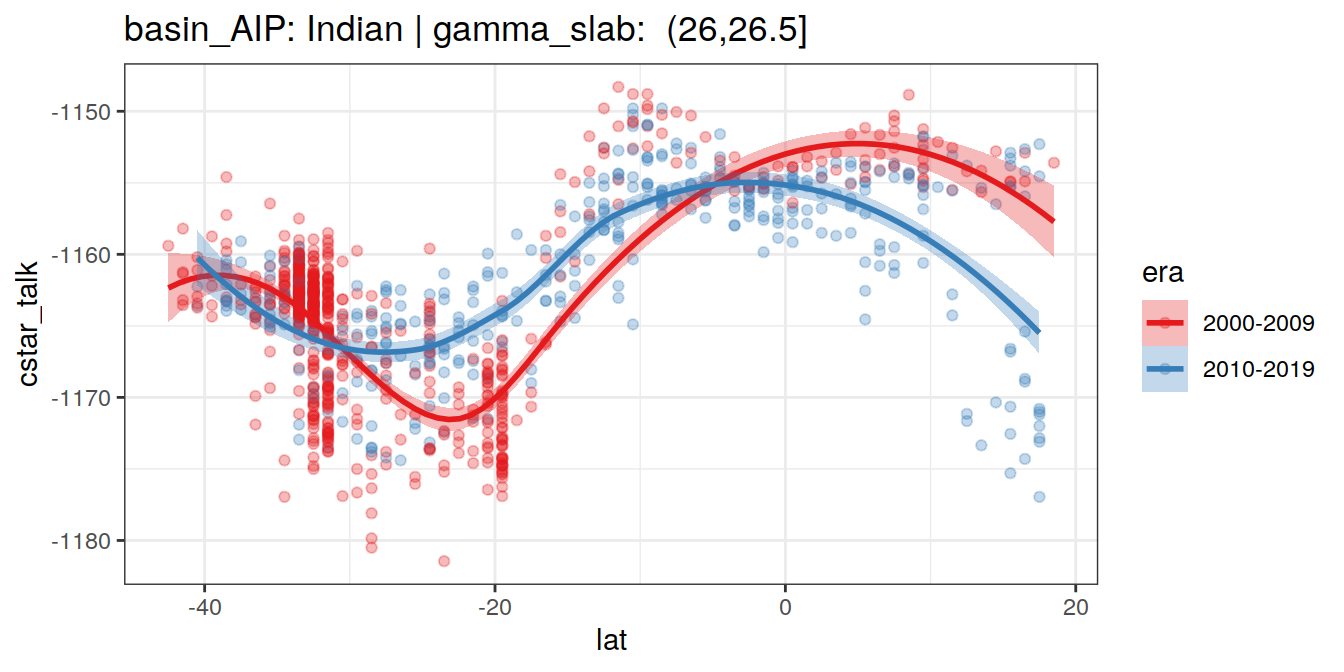 basin_AIP: Indian | gamma_slab:  (26,26.5]
-1150
-1160
-1170
-1180
cstar_talk
-40
-20
0
20
lat
era
2000-2009
2010-2019